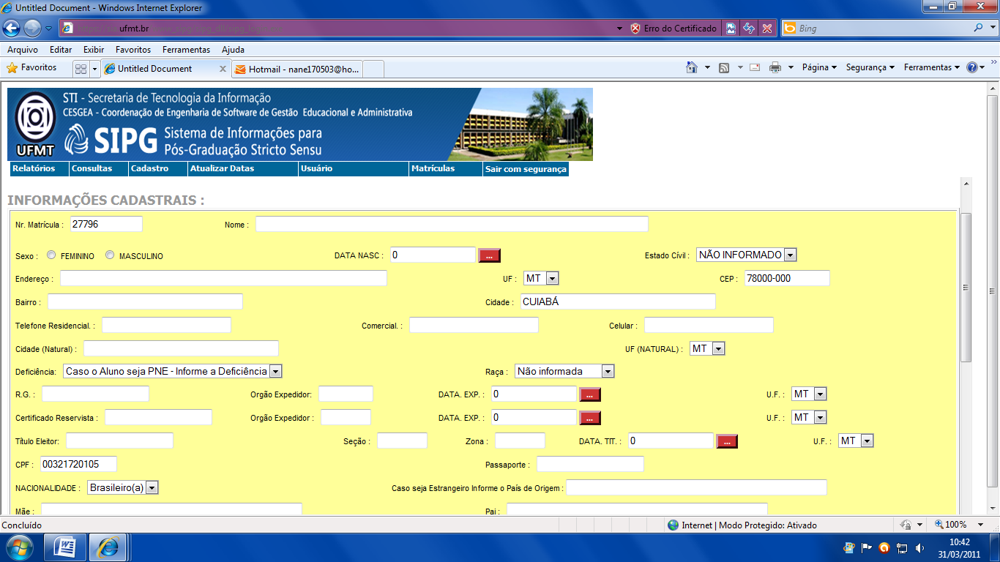 Untitled Document - Windows Internet Explorer
ufmt.br
Erro do Certificado
Bing
Arquivo Editar Exibir Favoritos Ferramentas Ajuda
Favoritos Untitled Document Hotmail - nane170503@ho... Página Segurança Ferramentas
STI - Secretaria de Tecnologia da Informação
CESGEA - Coordenação de Engenharia de Software de Gestão Educacional e Administrativa
UFMT SIPG Sistema de Informações para
Pós-Graduação Stricto Sensu
Relatórios Consultas Cadastro Atualizar Datas Usuário Matrículas Sair com segurança
INFORMAÇÕES CADASTRAIS :
Nr. Matrícula : 27796 Nome :
Sexo : FEMININO MASCULINO DATA NASC : 0 ... Estado Cívil : NÃO INFORMADO
Endereço : UF : MT CEP : 78000-000
Bairro : Cidade : CUIABÁ
Telefone Residencial. : Comercial. : Celular :
Cidade (Natural) : UF (NATURAL) : MT
Deficiência: Caso o Aluno seja PNE - Informe a Deficiência Raça : Não informada
R.G. : Orgão Expedidor: DATA. EXP. : 0 ... U.F. : MT
Certificado Reservista : Orgão Expedidor : DATA. EXP. : 0 ... U.F. : MT
Título Eleitor: Seção : Zona : DATA. TIT. : 0 ... U.F. : MT
CPF : 00321720105 Passaporte :
NACIONALIDADE : Brasileiro(a) Caso seja Estrangeiro Informe o País de Origem :
Mãe : Pai :
Concluído Internet | Modo Protegido: Ativado 100%
10:42
31/03/2011